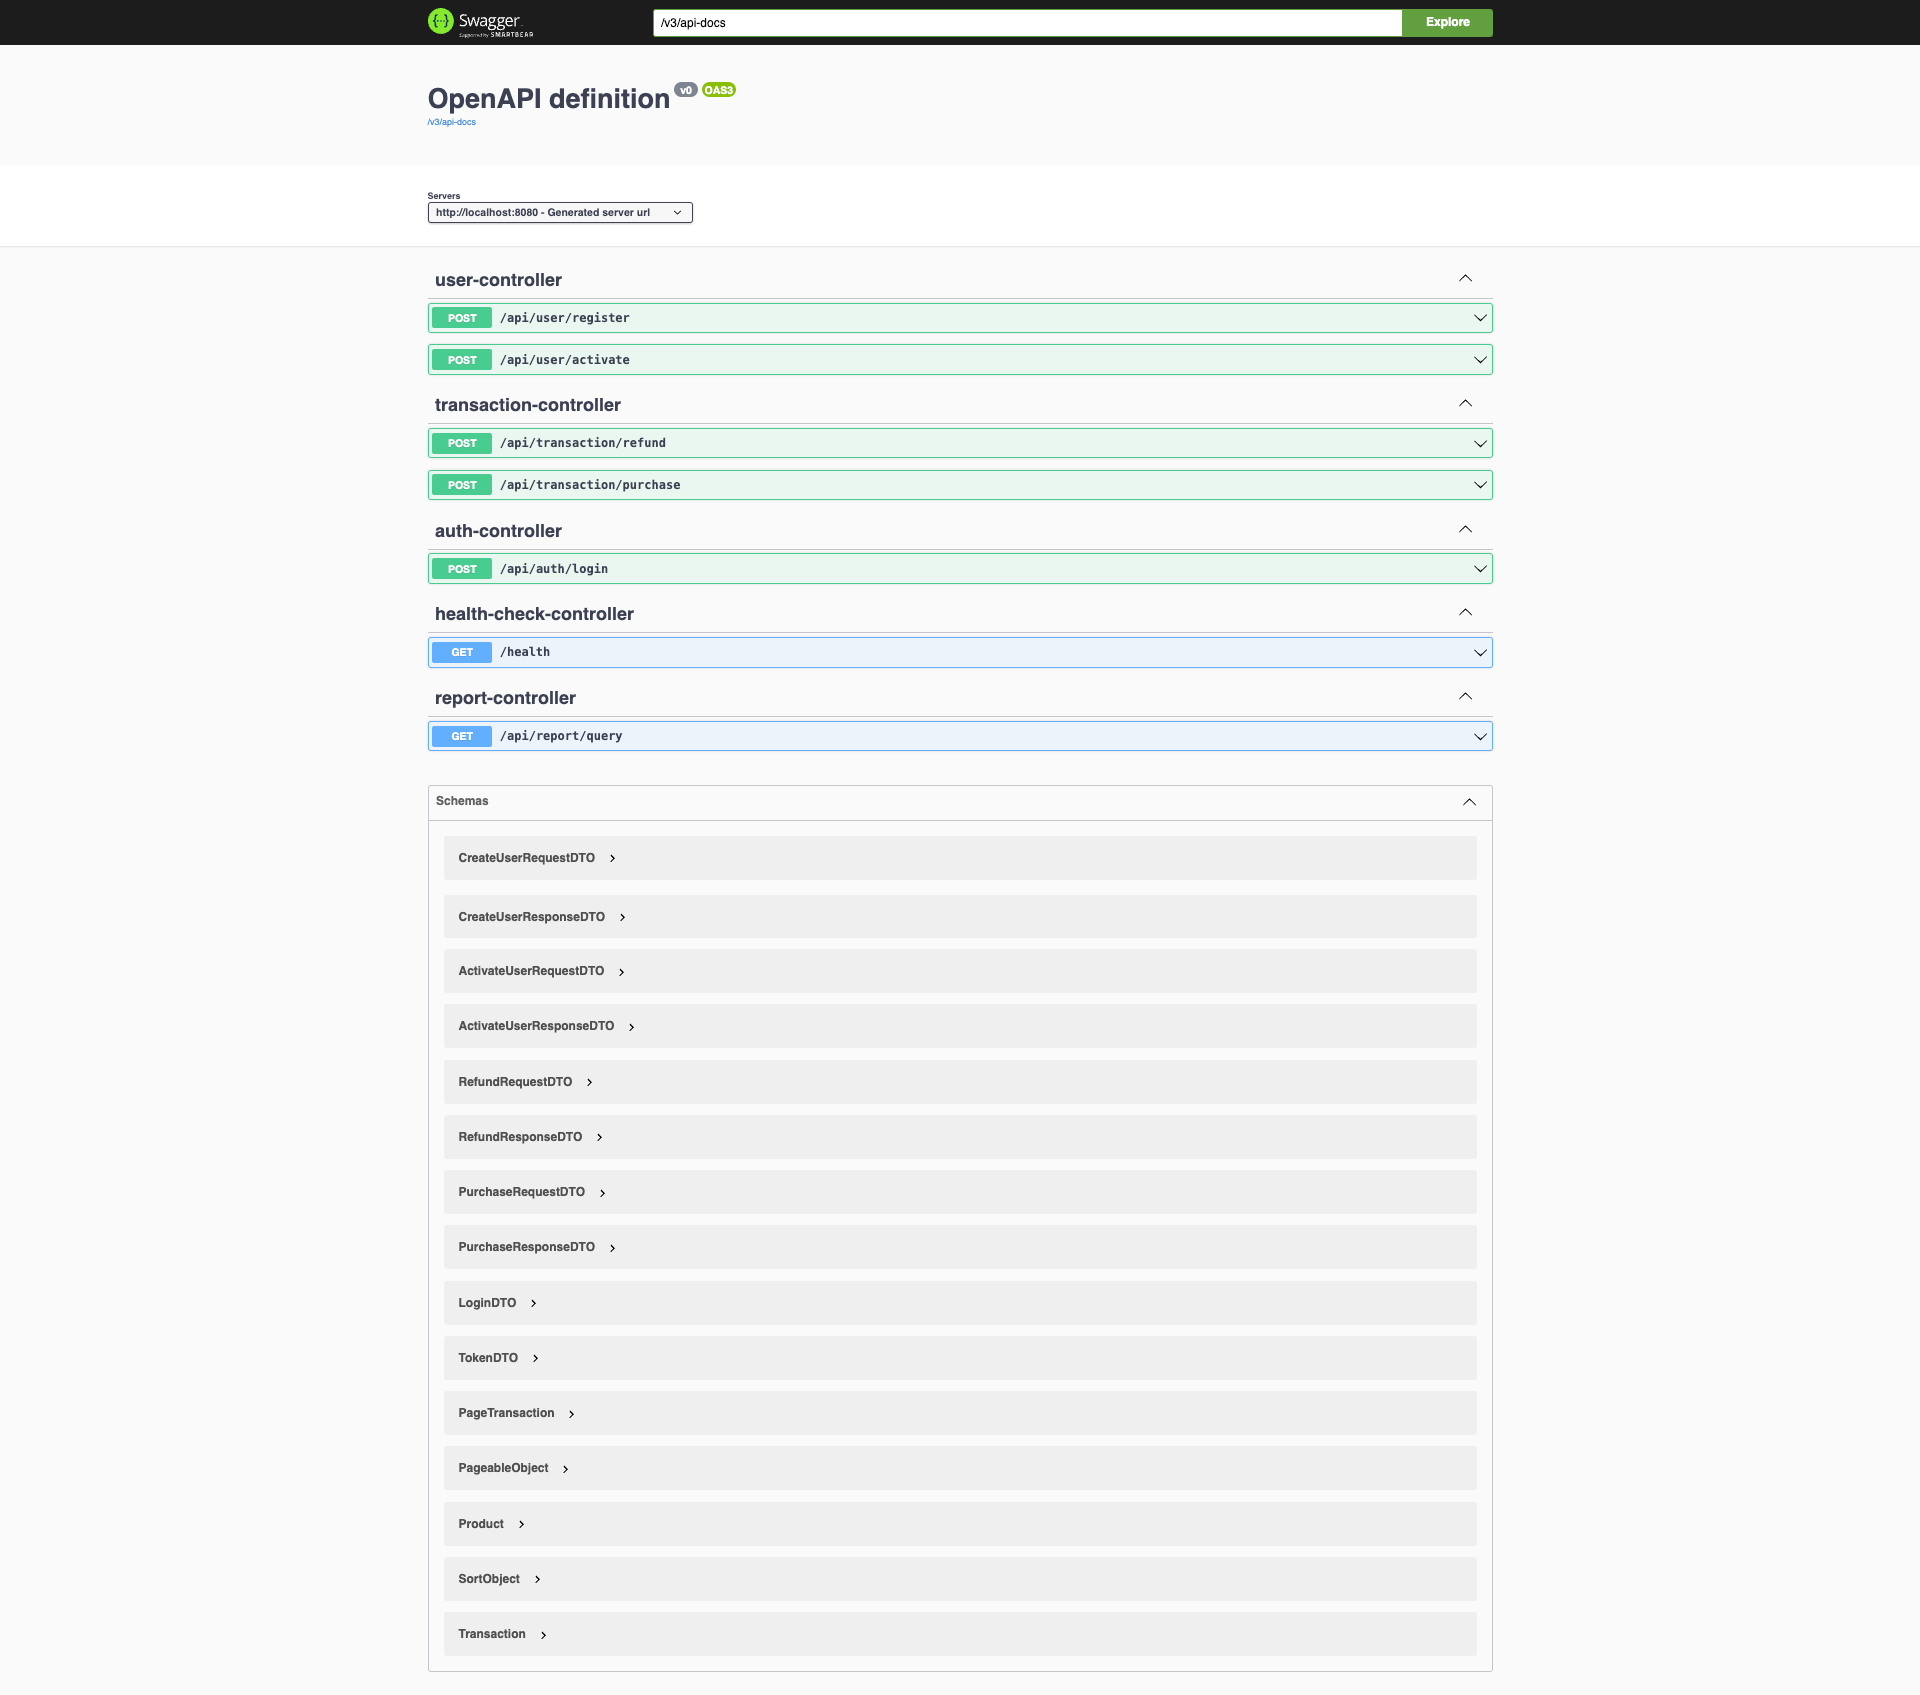 Swagger
Supported by SMARTBEAR
/v3/api-docs
Explore
OpenAPI definition v0 OAS3
/v3/api-docs
Servers
http://localhost:8080 - Generated server url
user-controller
POST /api/user/register
POST /api/user/activate
transaction-controller
POST /api/transaction/refund
POST /api/transaction/purchase
auth-controller
POST /api/auth/login
health-check-controller
GET /health
report-controller
GET /api/report/query
Schemas
CreateUserRequestDTO
CreateUserResponseDTO
ActivateUserRequestDTO
ActivateUserResponseDTO
RefundRequestDTO
RefundResponseDTO
PurchaseRequestDTO
PurchaseResponseDTO
LoginDTO
TokenDTO
PageTransaction
PageableObject
Product
SortObject
Transaction